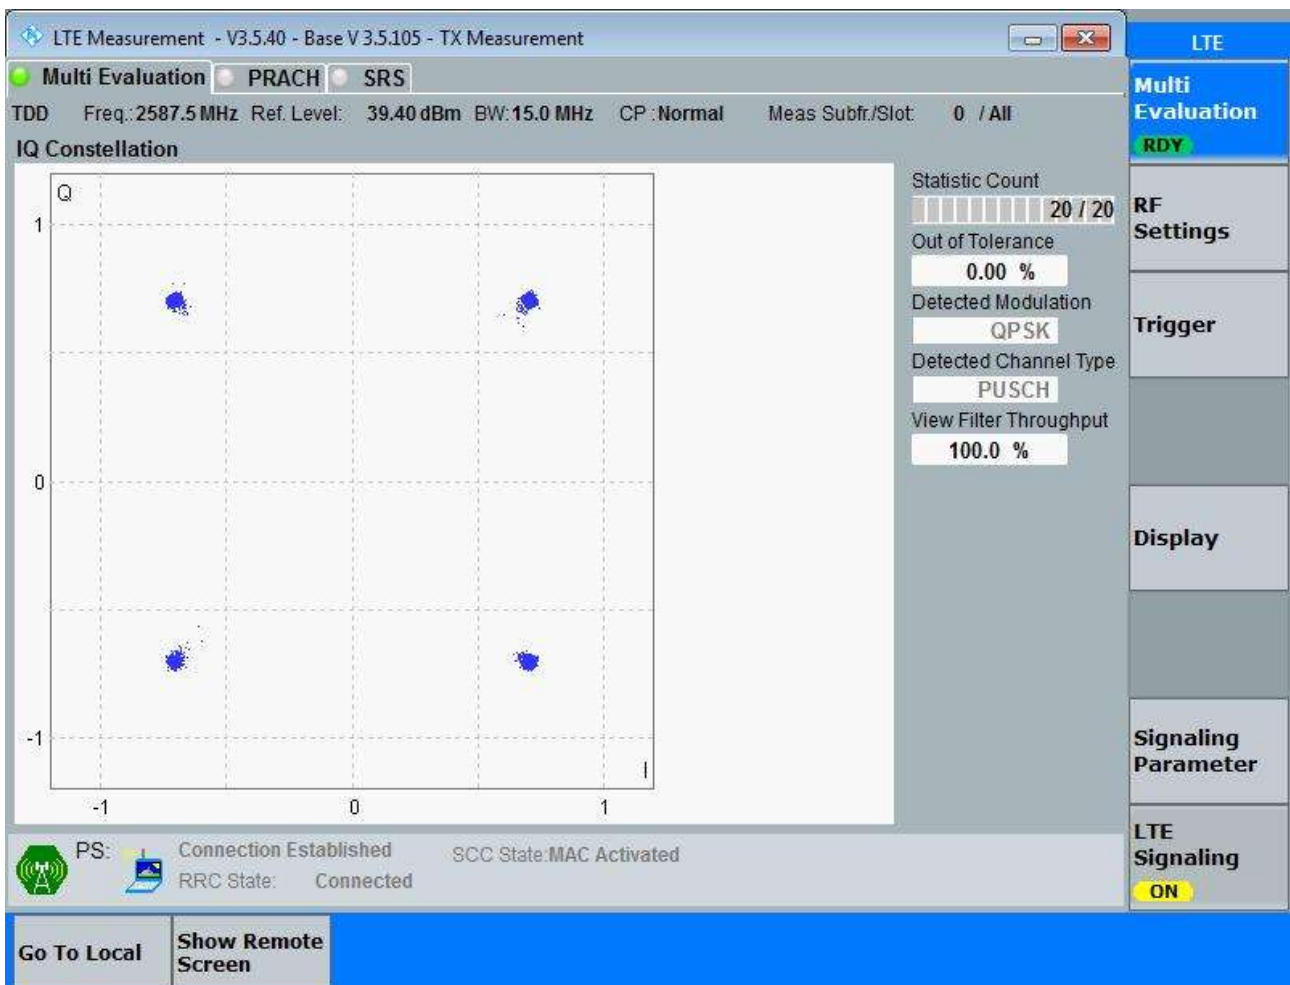 LTE Measurement - V3.5.40 - Base V 3.5.105 - TX Measurement
LTE
Multi Evaluation PRACH SRS
TDD Freq.: 2587.5 MHz Ref. Level: 39.40 dBm BW: 15.0 MHz CP : Normal Meas Subfr./Slot: 0 / All
IQ Constellation
Q
1
0
-1
I
-1 0 1
Statistic Count
20 / 20
Out of Tolerance
0.00 %
Detected Modulation
QPSK
Detected Channel Type
PUSCH
View Filter Throughput
100.0 %
Multi
Evaluation
RDY
RF
Settings
Trigger
Display
Signaling
Parameter
LTE
Signaling
ON
PS: Connection Established SCC State: MAC Activated
RRC State: Connected
Go To Local
Show Remote
Screen